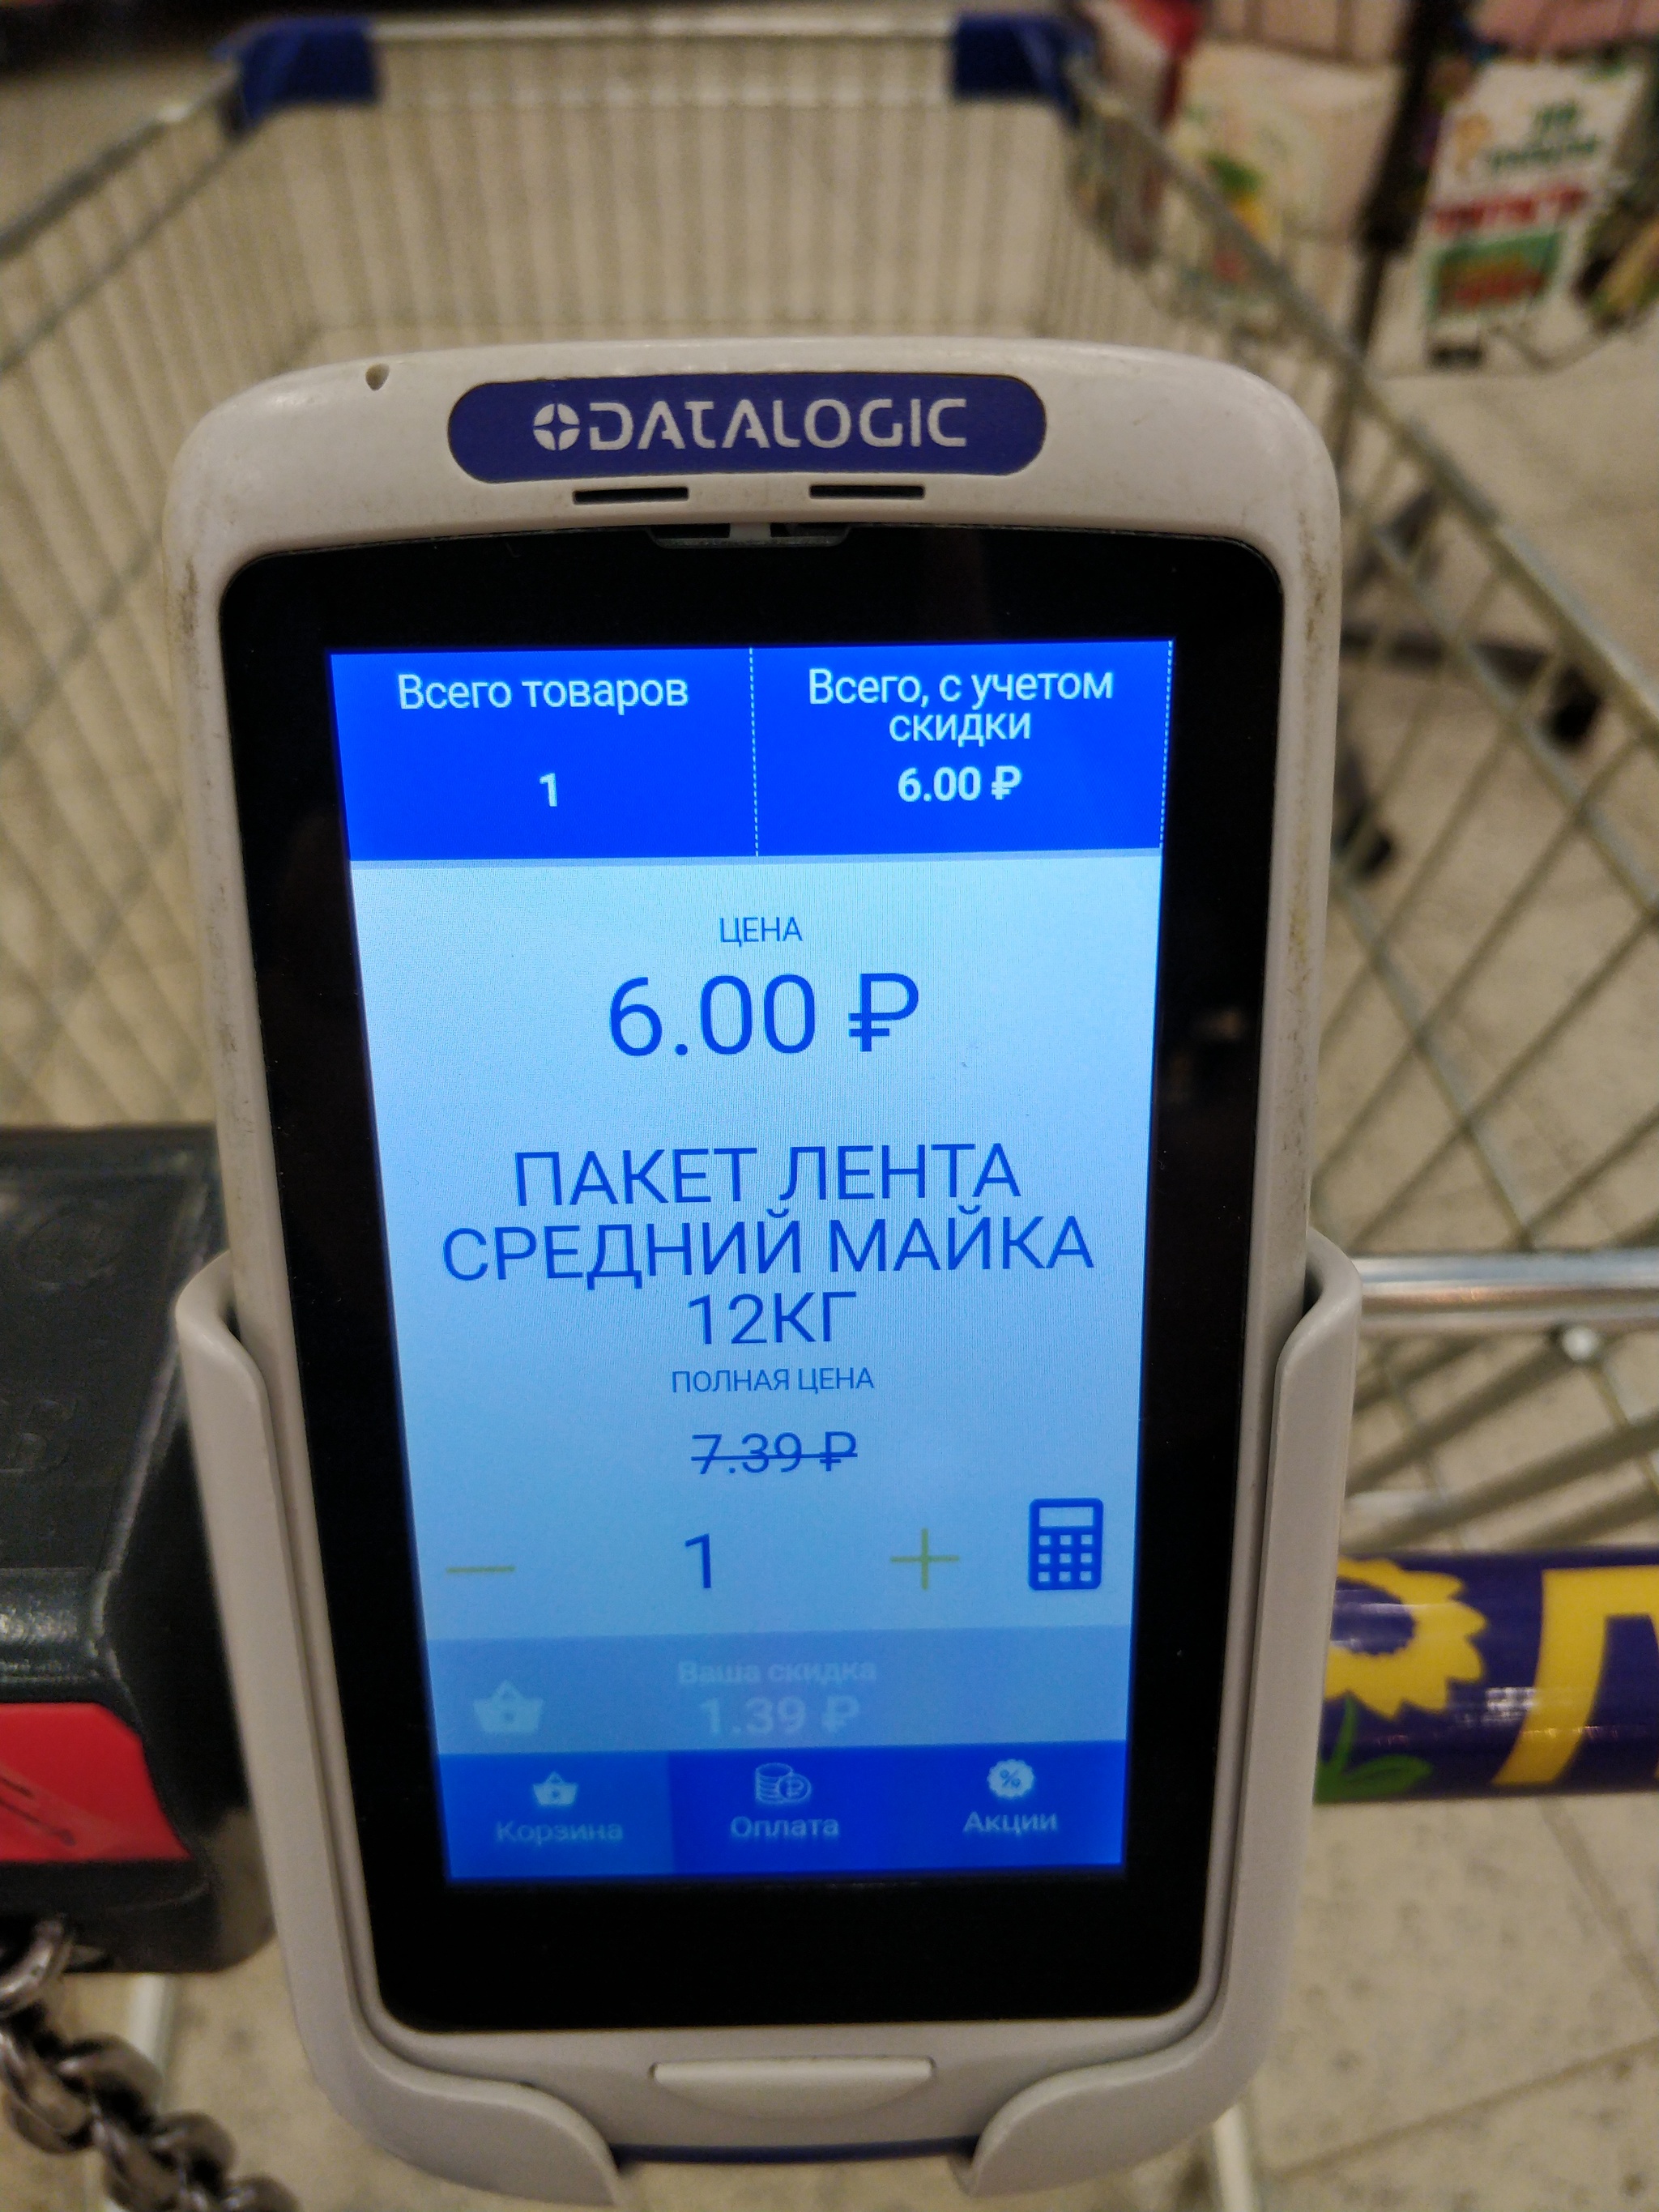 DATALOGIC
Всего товаров
1
Всего, с учетом
скидки
6.00 ₽
ЦЕНА
6.00 ₽
ПАКЕТ ЛЕНТА
СРЕДНИЙ МАЙКА
12КГ
ПОЛНАЯ ЦЕНА
7.39 ₽
1
Ваша скидка
1.39 ₽
Корзина
Оплата
Акции